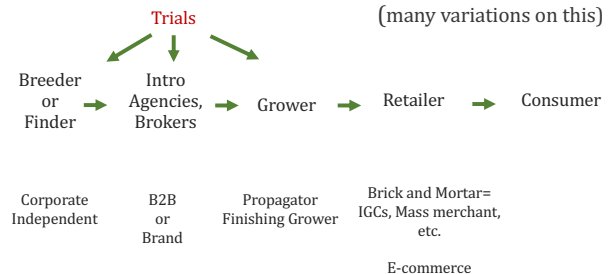 Trials
(many variations on this)
Breeder
or
Finder
Intro
Agencies,
Brokers
Grower
Retailer
Consumer
Corporate
Independent
B2B
or
Brand
Propagator
Finishing Grower
Brick and Mortar=
IGCs, Mass merchant,
etc.
E-commerce